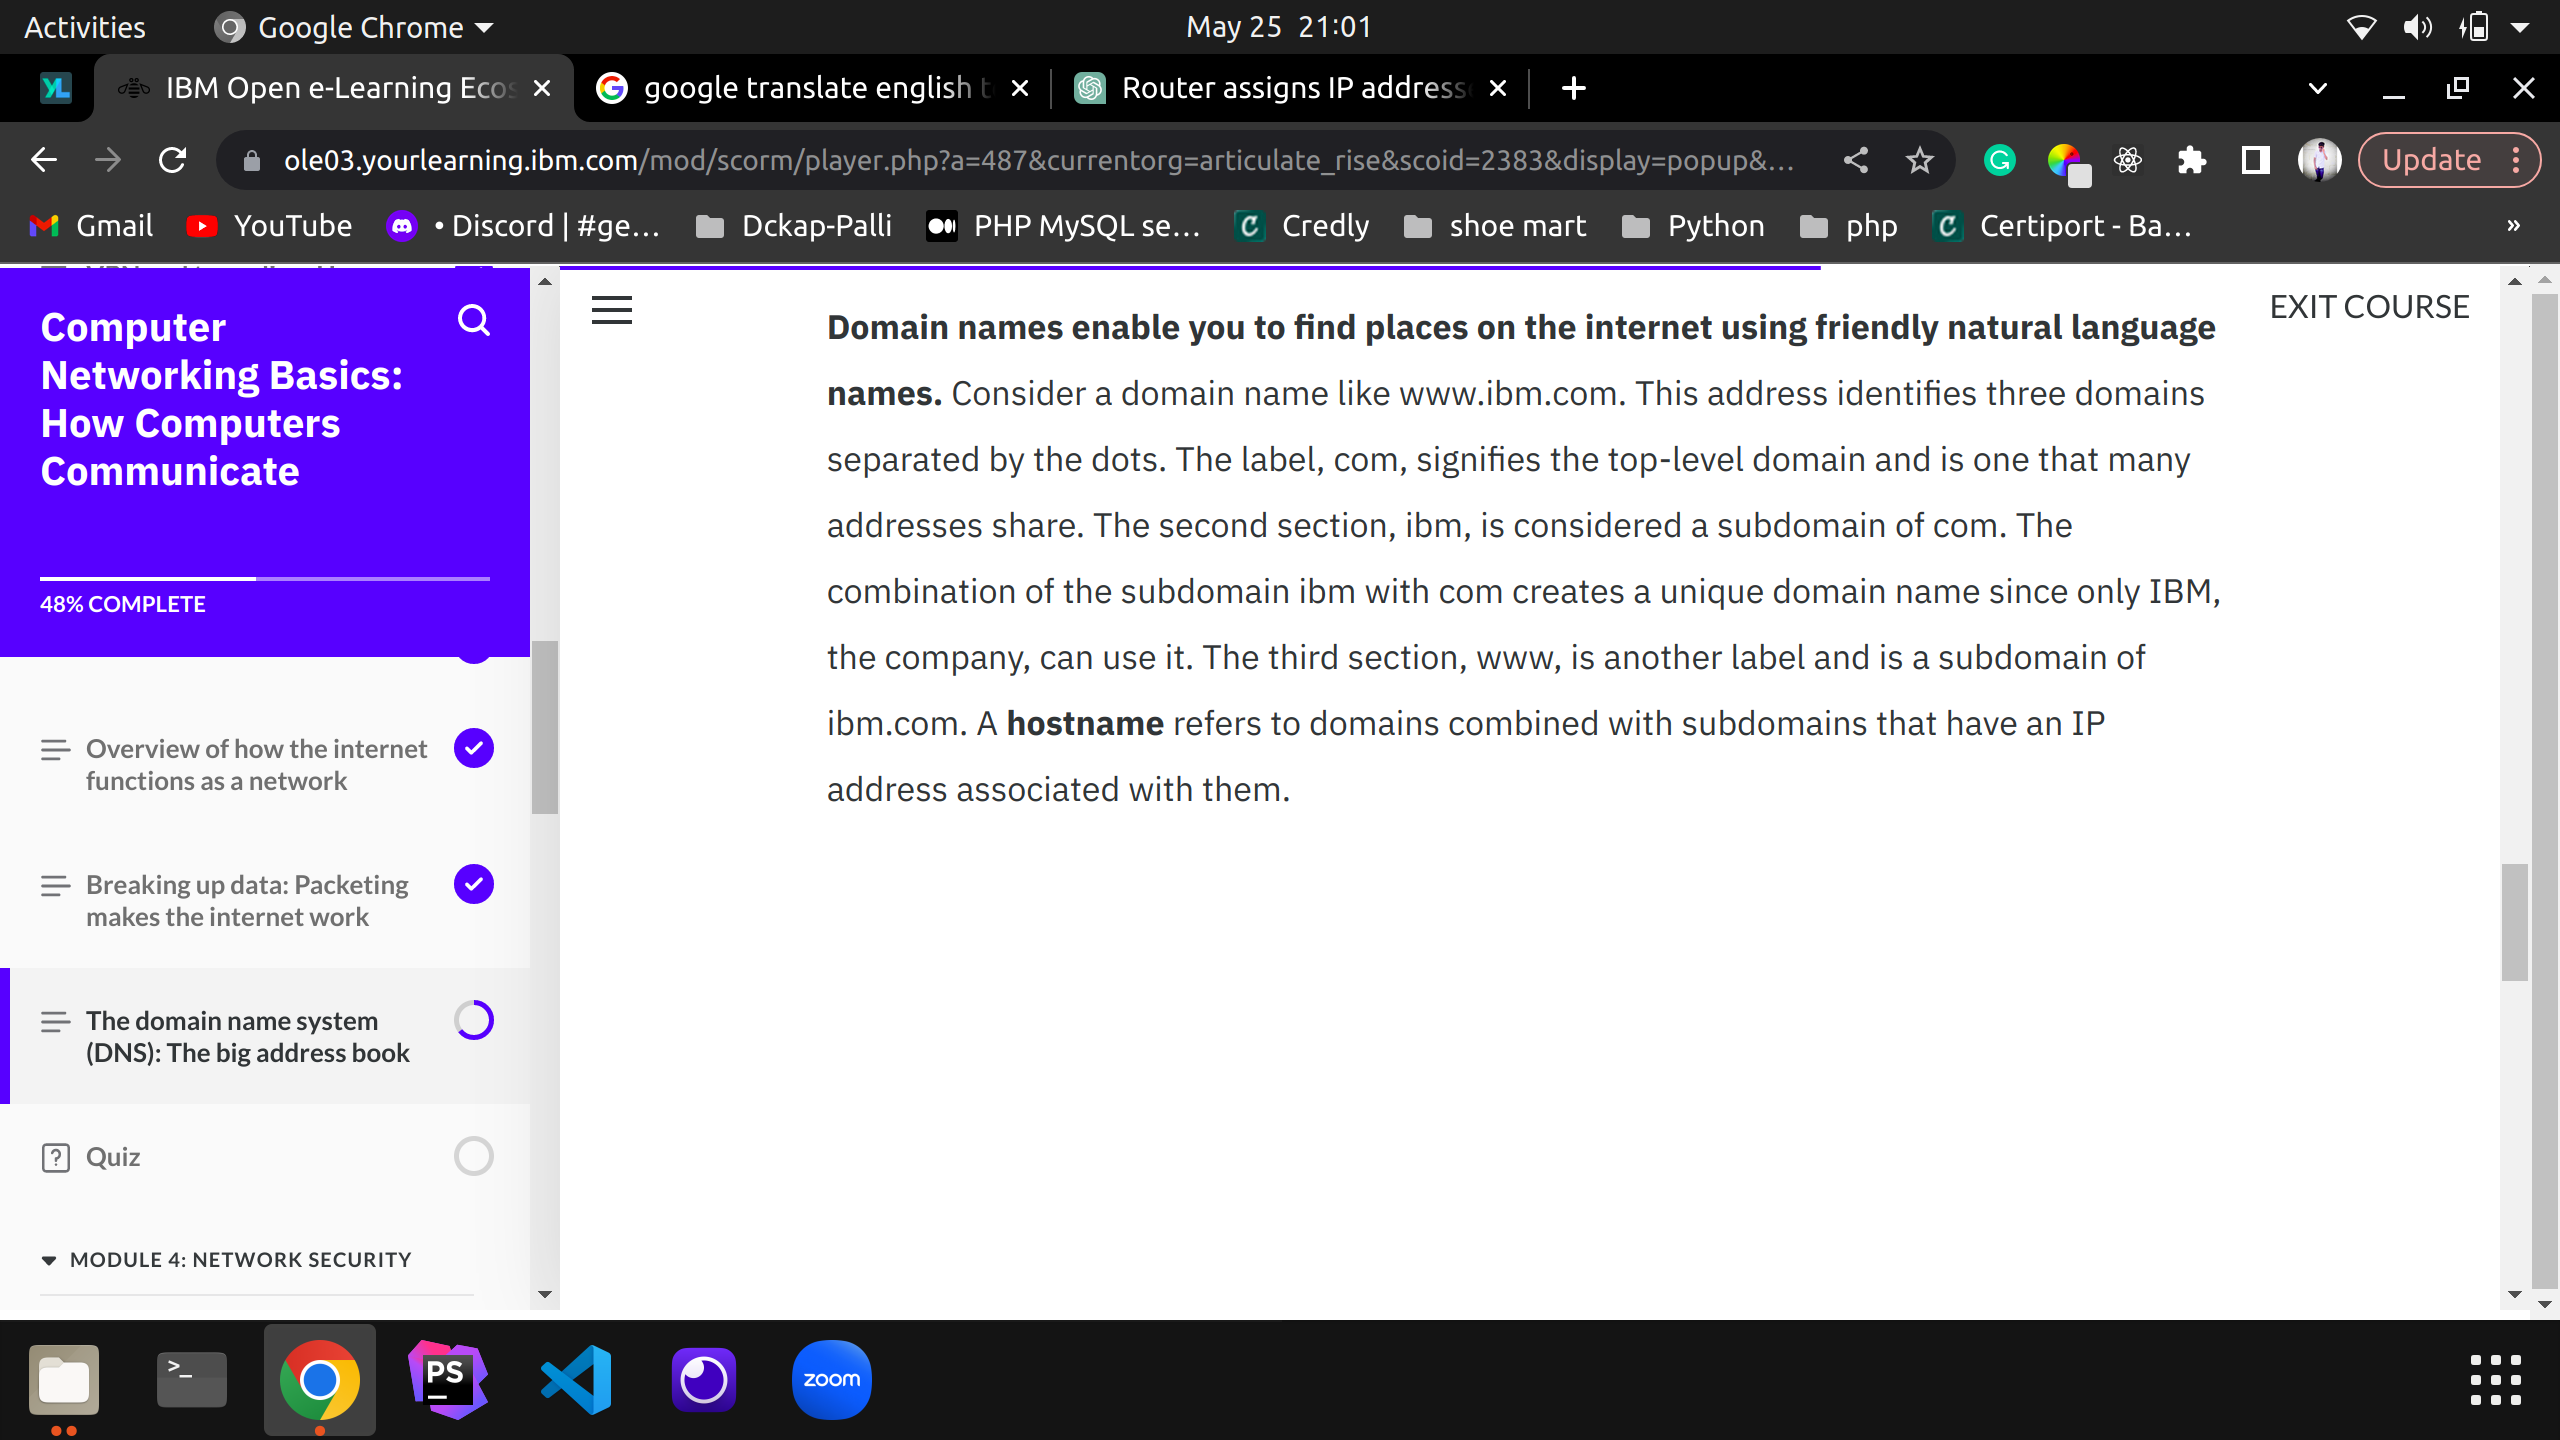 Activities
Google Chrome
May 25 21:01
YL
IBM Open e-Learning Ecos
google translate english t
Router assigns IP addresse
ole03.yourlearning.ibm.com/mod/scorm/player.php?a=487&currentorg=articulate_rise&scoid=2383&display=popup&...
Update
Gmail
YouTube
• Discord | #ge...
Dckap-Palli
PHP MySQL se...
Credly
shoe mart
Python
php
Certiport - Ba...
»
Computer
Networking Basics:
How Computers
Communicate
48% COMPLETE
Overview of how the internet
functions as a network
Breaking up data: Packeting
makes the internet work
The domain name system
(DNS): The big address book
Quiz
MODULE 4: NETWORK SECURITY
EXIT COURSE
Domain names enable you to find places on the internet using friendly natural language
names. Consider a domain name like www.ibm.com. This address identifies three domains
separated by the dots. The label, com, signifies the top-level domain and is one that many
addresses share. The second section, ibm, is considered a subdomain of com. The
combination of the subdomain ibm with com creates a unique domain name since only IBM,
the company, can use it. The third section, www, is another label and is a subdomain of
ibm.com. A hostname refers to domains combined with subdomains that have an IP
address associated with them.
>_
PS
zoom